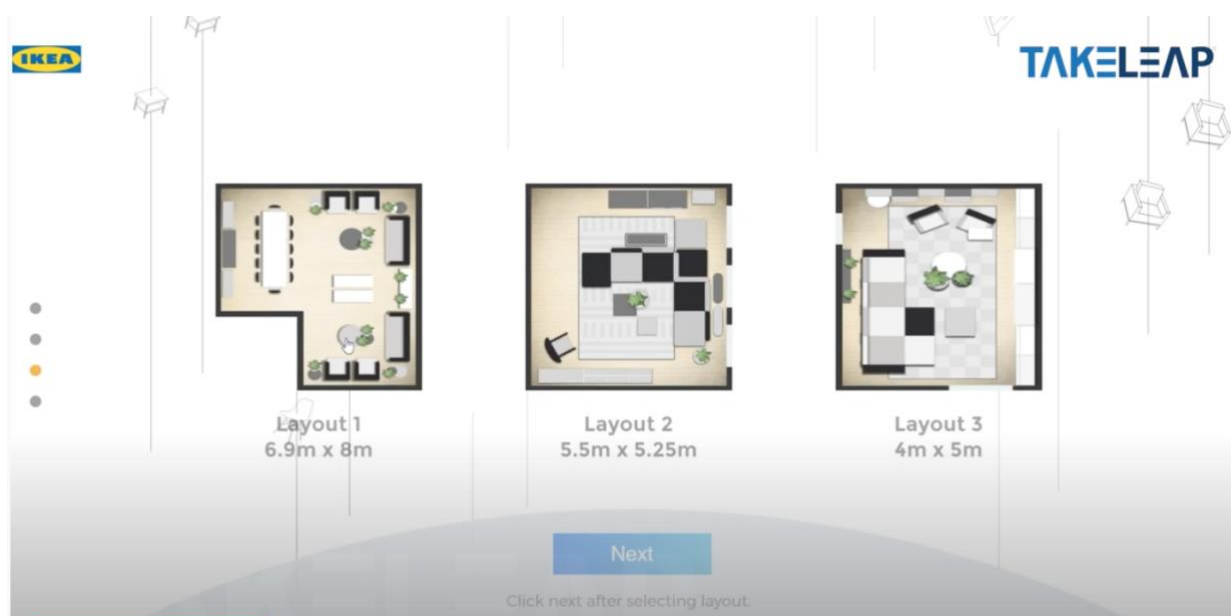 IKEA
TAKELEAP
Layout 1
6.9m x 8m
Layout 2
5.5m x 5.25m
Layout 3
4m x 5m
Next
Click next after selecting layout.